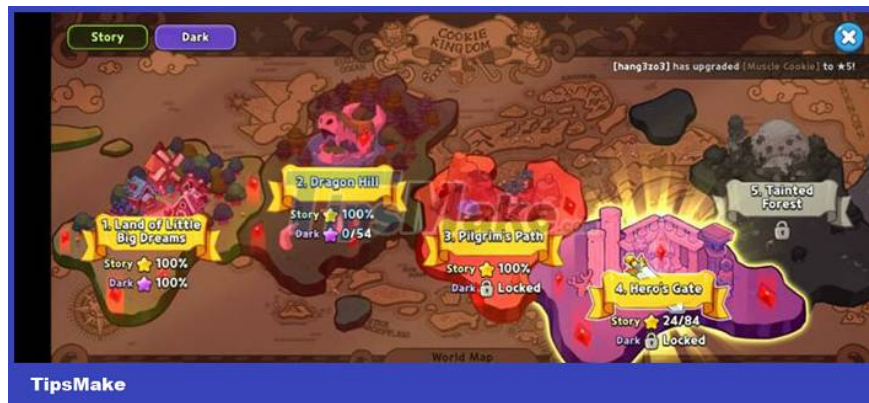 Story
Dark
COOKIE
KINGDOM
[hang3zo3] has upgraded [Muscle Cookie] to ★5!
1. Land of Little
Big Dreams
Story ⭐ 100%
Dark ⭐ 100%
2. Dragon Hill
Story ⭐ 100%
Dark ⭐ 0/54
3. Pilgrim's Path
Story ⭐ 100%
Dark Locked
4. Hero's Gate
Story ⭐ 24/84
Dark Locked
5. Tainted
Forest
World Map
TipsMake
TipsMake